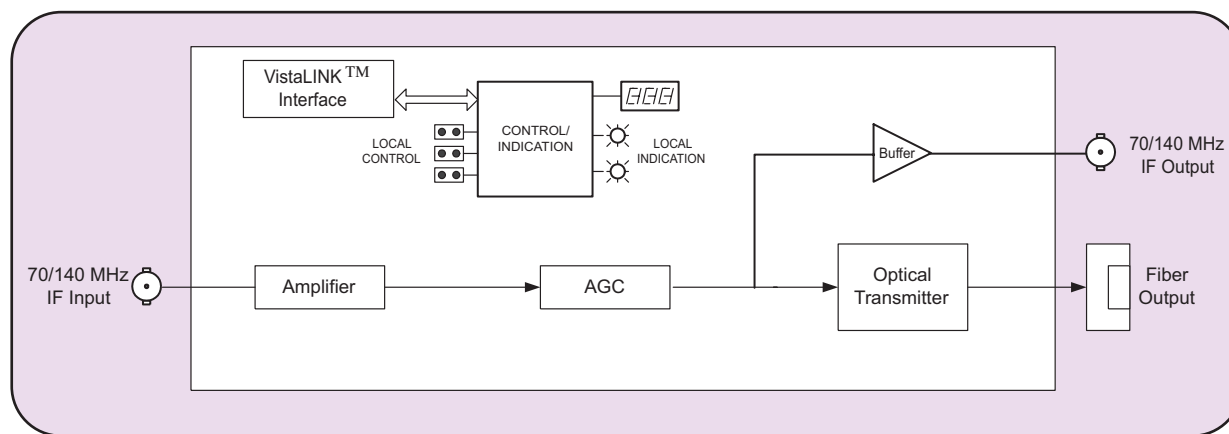 VistaLINK™
Interface
LOCAL
CONTROL
CONTROL/
INDICATION
LOCAL
INDICATION
Buffer
70/140 MHz
IF Output
70/140 MHz
IF Input
Amplifier
AGC
Optical
Transmitter
Fiber
Output